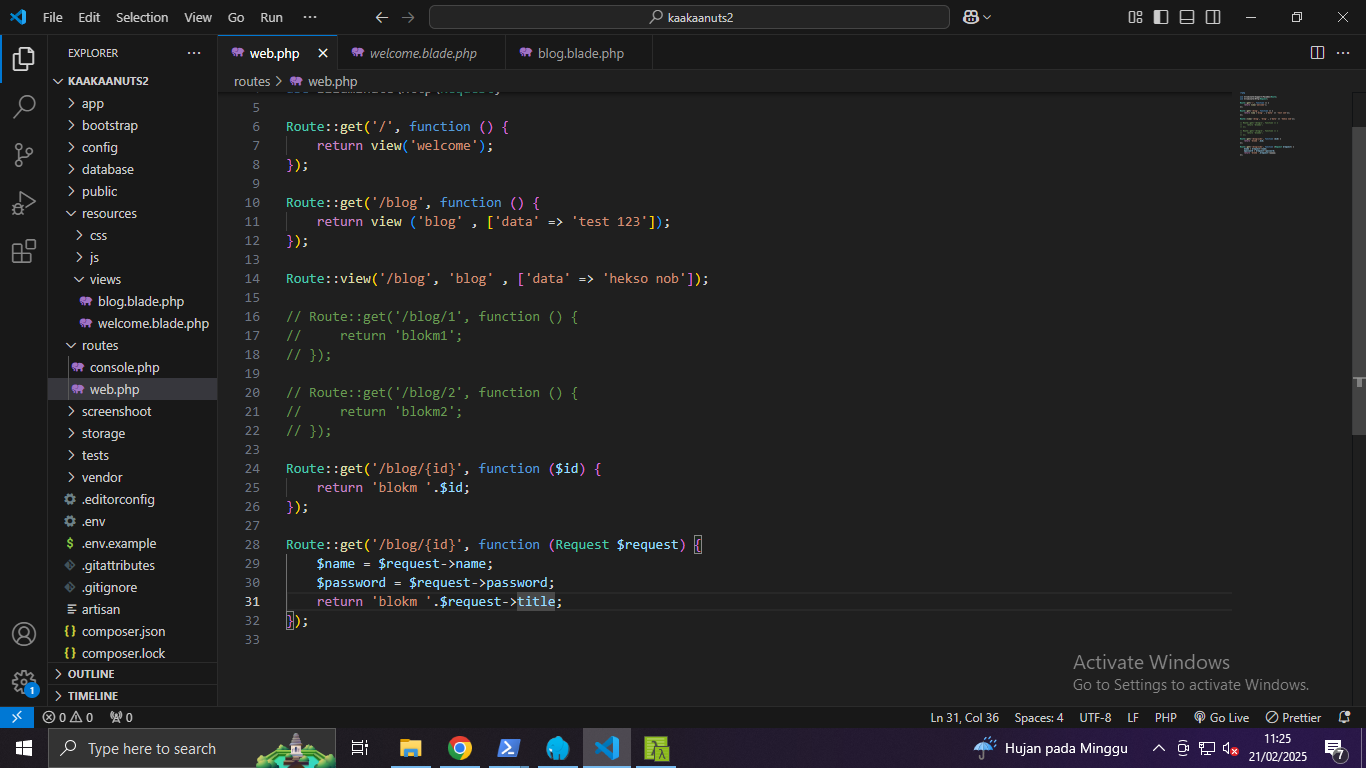 File Edit Selection View Go Run ··· kaakaanuts2
EXPLORER ···
web.php welcome.blade.php blog.blade.php
routes > web.php
KAAKAANUTS2
app
bootstrap
config
database
public
resources
css
js
views
blog.blade.php
welcome.blade.php
routes
console.php
web.php
screenshoot
storage
tests
vendor
.editorconfig
.env
.env.example
.gitattributes
.gitignore
artisan
composer.json
composer.lock
OUTLINE
TIMELINE
5
6 Route::get('/', function () {
7 return view('welcome');
8 });
9
10 Route::get('/blog', function () {
11 return view ('blog' , ['data' => 'test 123']);
12 });
13
14 Route::view('/blog', 'blog' , ['data' => 'hekso nob']);
15
16 // Route::get('/blog/1', function () {
17 //     return 'blokm1';
18 // });
19
20 // Route::get('/blog/2', function () {
21 //     return 'blokm2';
22 // });
23
24 Route::get('/blog/{id}', function ($id) {
25 return 'blokm '.$id;
26 });
27
28 Route::get('/blog/{id}', function (Request $request) {
29 $name = $request->name;
30 $password = $request->password;
31 return 'blokm '.$request->title;
32 });
33
Activate Windows
Go to Settings to activate Windows.
1
0 0 0 Ln 31, Col 36 Spaces: 4 UTF-8 LF PHP Go Live Prettier
Type here to search Hujan pada Minggu 11:25
21/02/2025
7